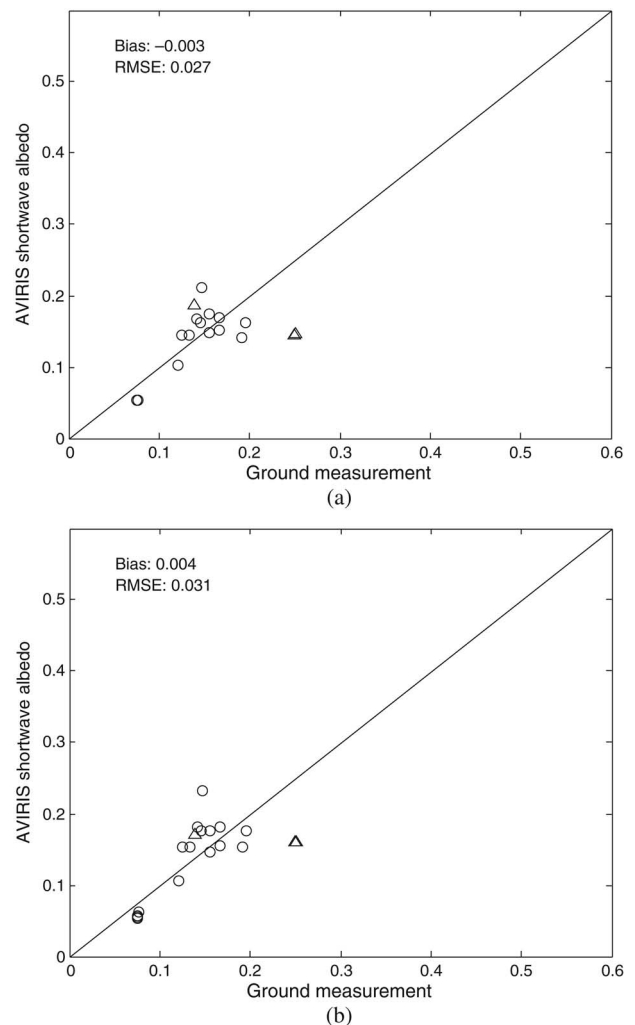 Bias: –0.003
RMSE: 0.027
0.5
0.4
0.3
0.2
0.1
0
AVIRIS shortwave albedo
0 0.1 0.2 0.3 0.4 0.5 0.6
Ground measurement
(a)
Bias: 0.004
RMSE: 0.031
0.5
0.4
0.3
0.2
0.1
0
AVIRIS shortwave albedo
0 0.1 0.2 0.3 0.4 0.5 0.6
Ground measurement
(b)